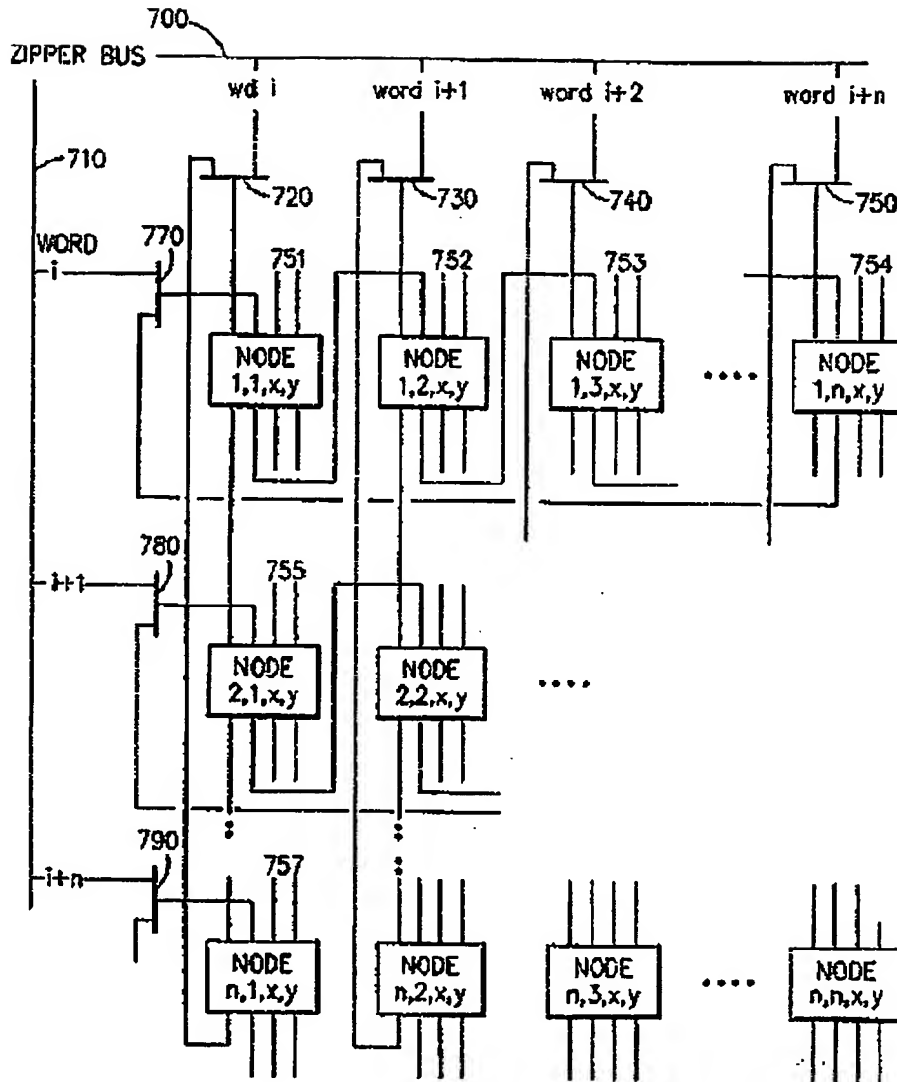 700
ZIPPER BUS
wd i word i+1 word i+2 word i+n
710
720 730 740 750
WORD 770
i
751 752 753 754
NODE 1,1,x,y
NODE 1,2,x,y
NODE 1,3,x,y
....
NODE 1,n,x,y
780
i+1
755
NODE 2,1,x,y
NODE 2,2,x,y
....
790
i+n
757
NODE n,1,x,y
NODE n,2,x,y
NODE n,3,x,y
....
NODE n,n,x,y